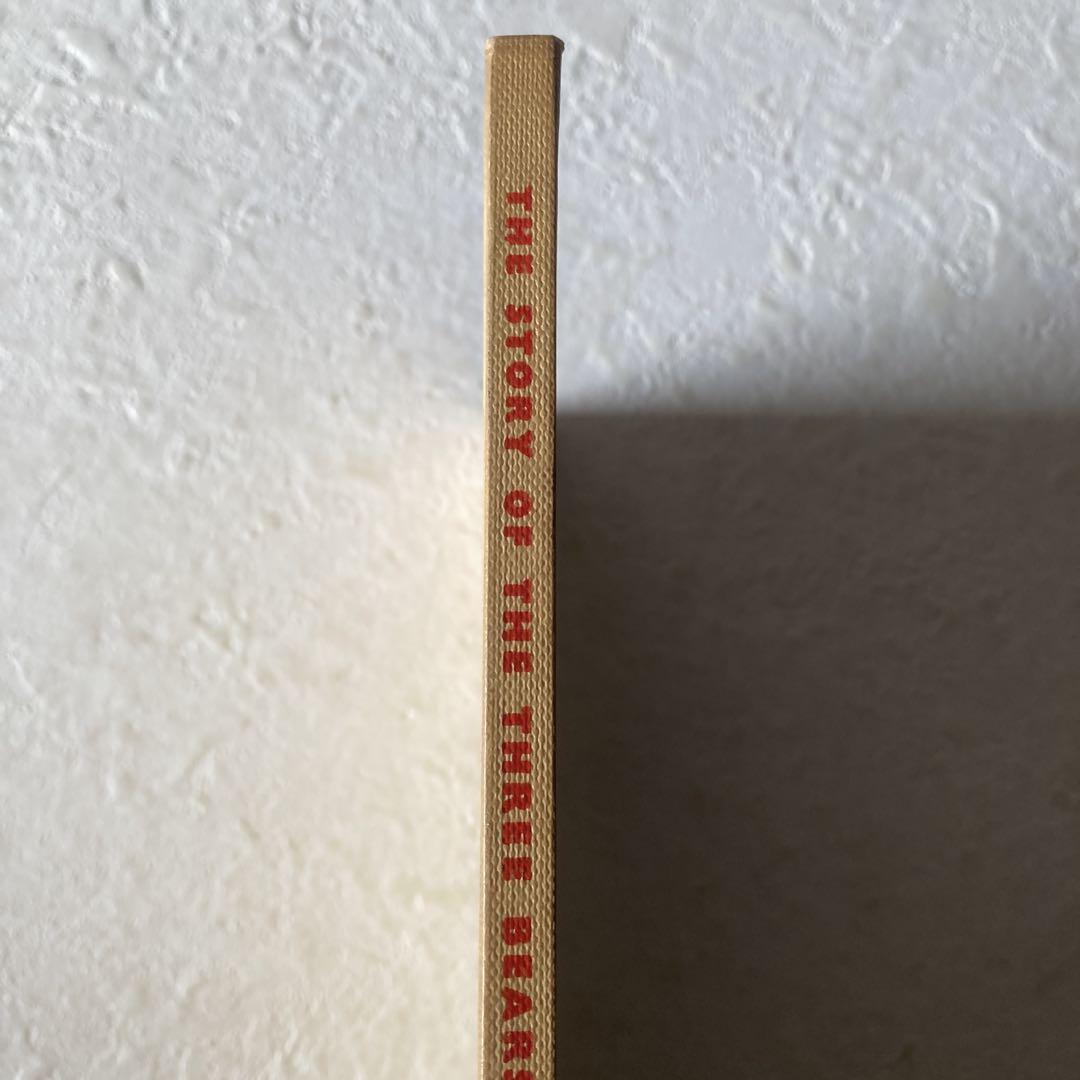 THE STORY OF THE THREE BEARS